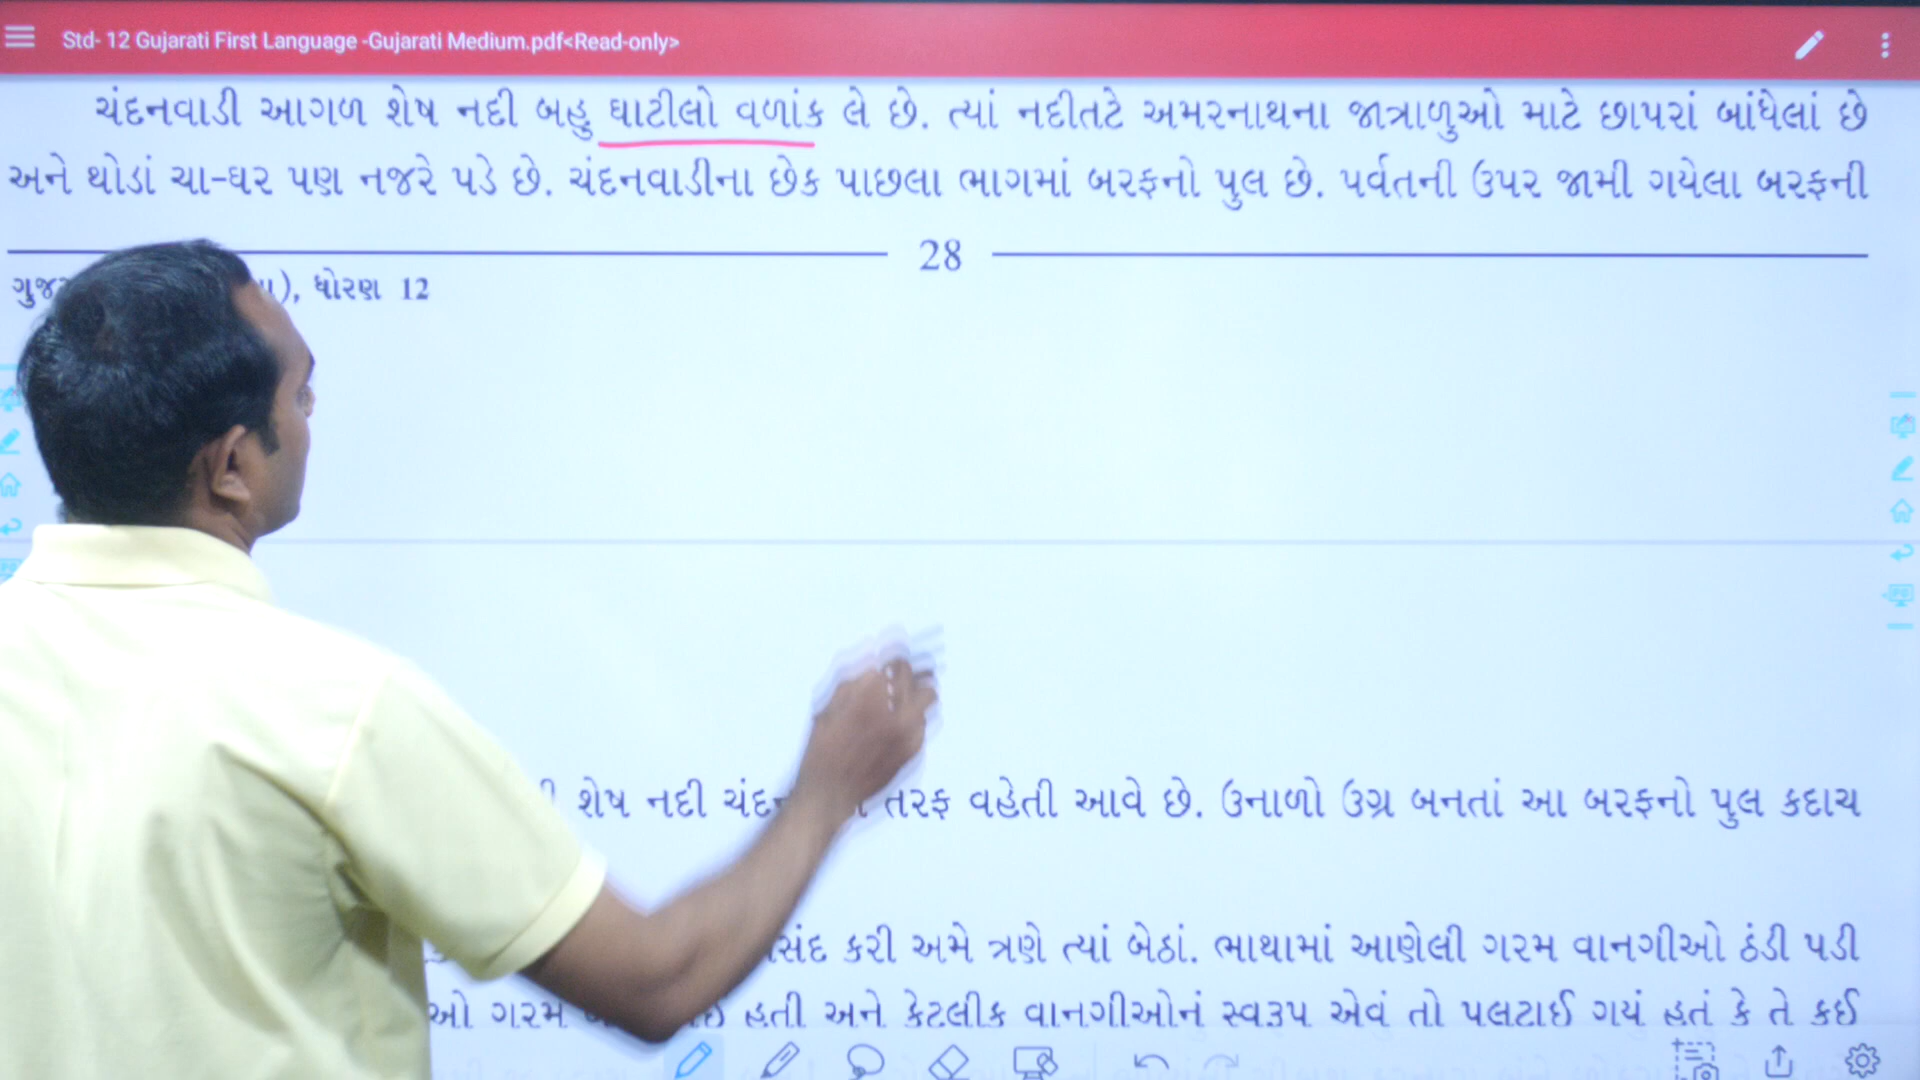 Std- 12 Gujarati First Language -Gujarati Medium.pdf<Read-only>
ચંદનવાડી આગળ શેષ નદી બહુ ઘાટીલો વળાંક લે છે. ત્યાં નદીતટે અમરનાથના જાત્રાળુઓ માટે છાપરાં બાંધેલાં છે
અને થોડાં ચા-ઘર પણ નજરે પડે છે. ચંદનવાડીના છેક પાછલા ભાગમાં બરફનો પુલ છે. પર્વતની ઉપર જામી ગયેલા બરફની
28
ધોરણ 12
શેષ નદી તરફ વહેતી આવે છે. ઉનાળો ઉગ્ર બનતાં આ બરફનો પુલ કદાચ
કરી અમે ત્રણે ત્યાં બેઠાં. ભાથામાં આણેલી ગરમ વાનગીઓ ઠંડી પડી
ગરમ હતી અને કેટલીક વાનગીઓનું સ્વરૂપ એવું તો પલટાઈ ગયું હતું કે તે કઈ